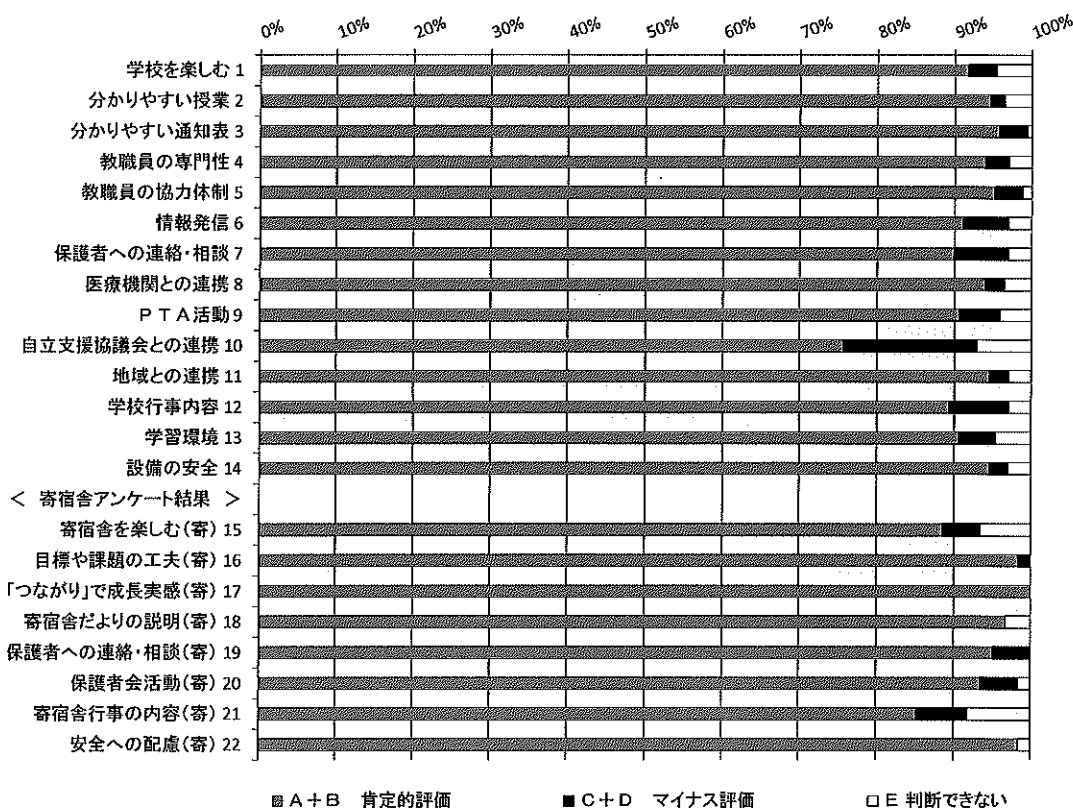 0% 10% 20% 30% 40% 50% 60% 70% 80% 90% 100%
学校を楽しむ 1
分かりやすい授業 2
分かりやすい通知表 3
教職員の専門性 4
教職員の協力体制 5
情報発信 6
保護者への連絡・相談 7
医療機関との連携 8
ＰＴＡ活動 9
自立支援協議会との連携 10
地域との連携 11
学校行事内容 12
学習環境 13
設備の安全 14
＜ 寄宿舎アンケート結果 ＞
寄宿舎を楽しむ(寄) 15
目標や課題の工夫(寄) 16
「つながり」で成長実感(寄) 17
寄宿舎だよりの説明(寄) 18
保護者への連絡・相談(寄) 19
保護者会活動(寄) 20
寄宿舎行事の内容(寄) 21
安全への配慮(寄) 22
Ａ＋Ｂ 肯定的評価 Ｃ＋Ｄ マイナス評価 Ｅ 判断できない